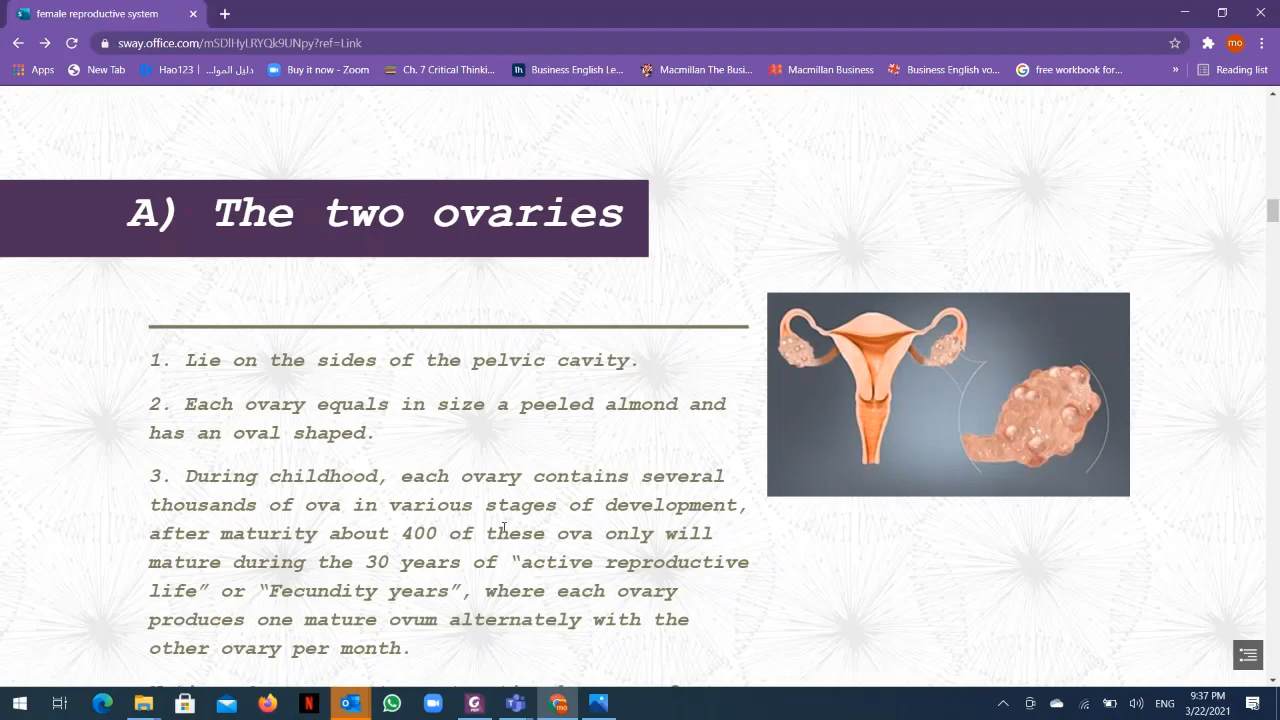 female reproductive system
sway.office.com/mSDlHyLRYQk9UNpy?ref=Link
mo
Apps
New Tab
Hao123 | دليل الموا...
Buy it now - Zoom
Ch. 7 Critical Thinki...
Business English Le...
Macmillan The Busi...
Macmillan Business
Business English vo...
free workbook for...
»
Reading list
A) The two ovaries
1. Lie on the sides of the pelvic cavity.
2. Each ovary equals in size a peeled almond and
has an oval shaped.
3. During childhood, each ovary contains several
thousands of ova in various stages of development,
after maturity about 400 of these ova only will
mature during the 30 years of “active reproductive
life” or “Fecundity years”, where each ovary
produces one mature ovum alternately with the
other ovary per month.
ENG
9:37 PM
3/22/2021